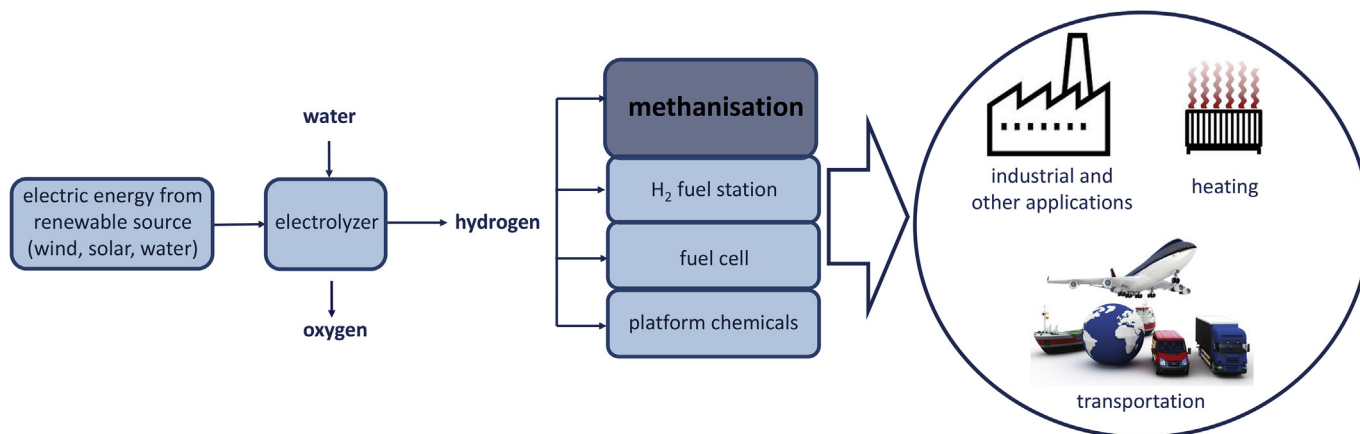 water
electric energy from
renewable source
(wind, solar, water)
electrolyzer
oxygen
hydrogen
methanisation
H₂ fuel station
fuel cell
platform chemicals
industrial and
other applications
heating
transportation